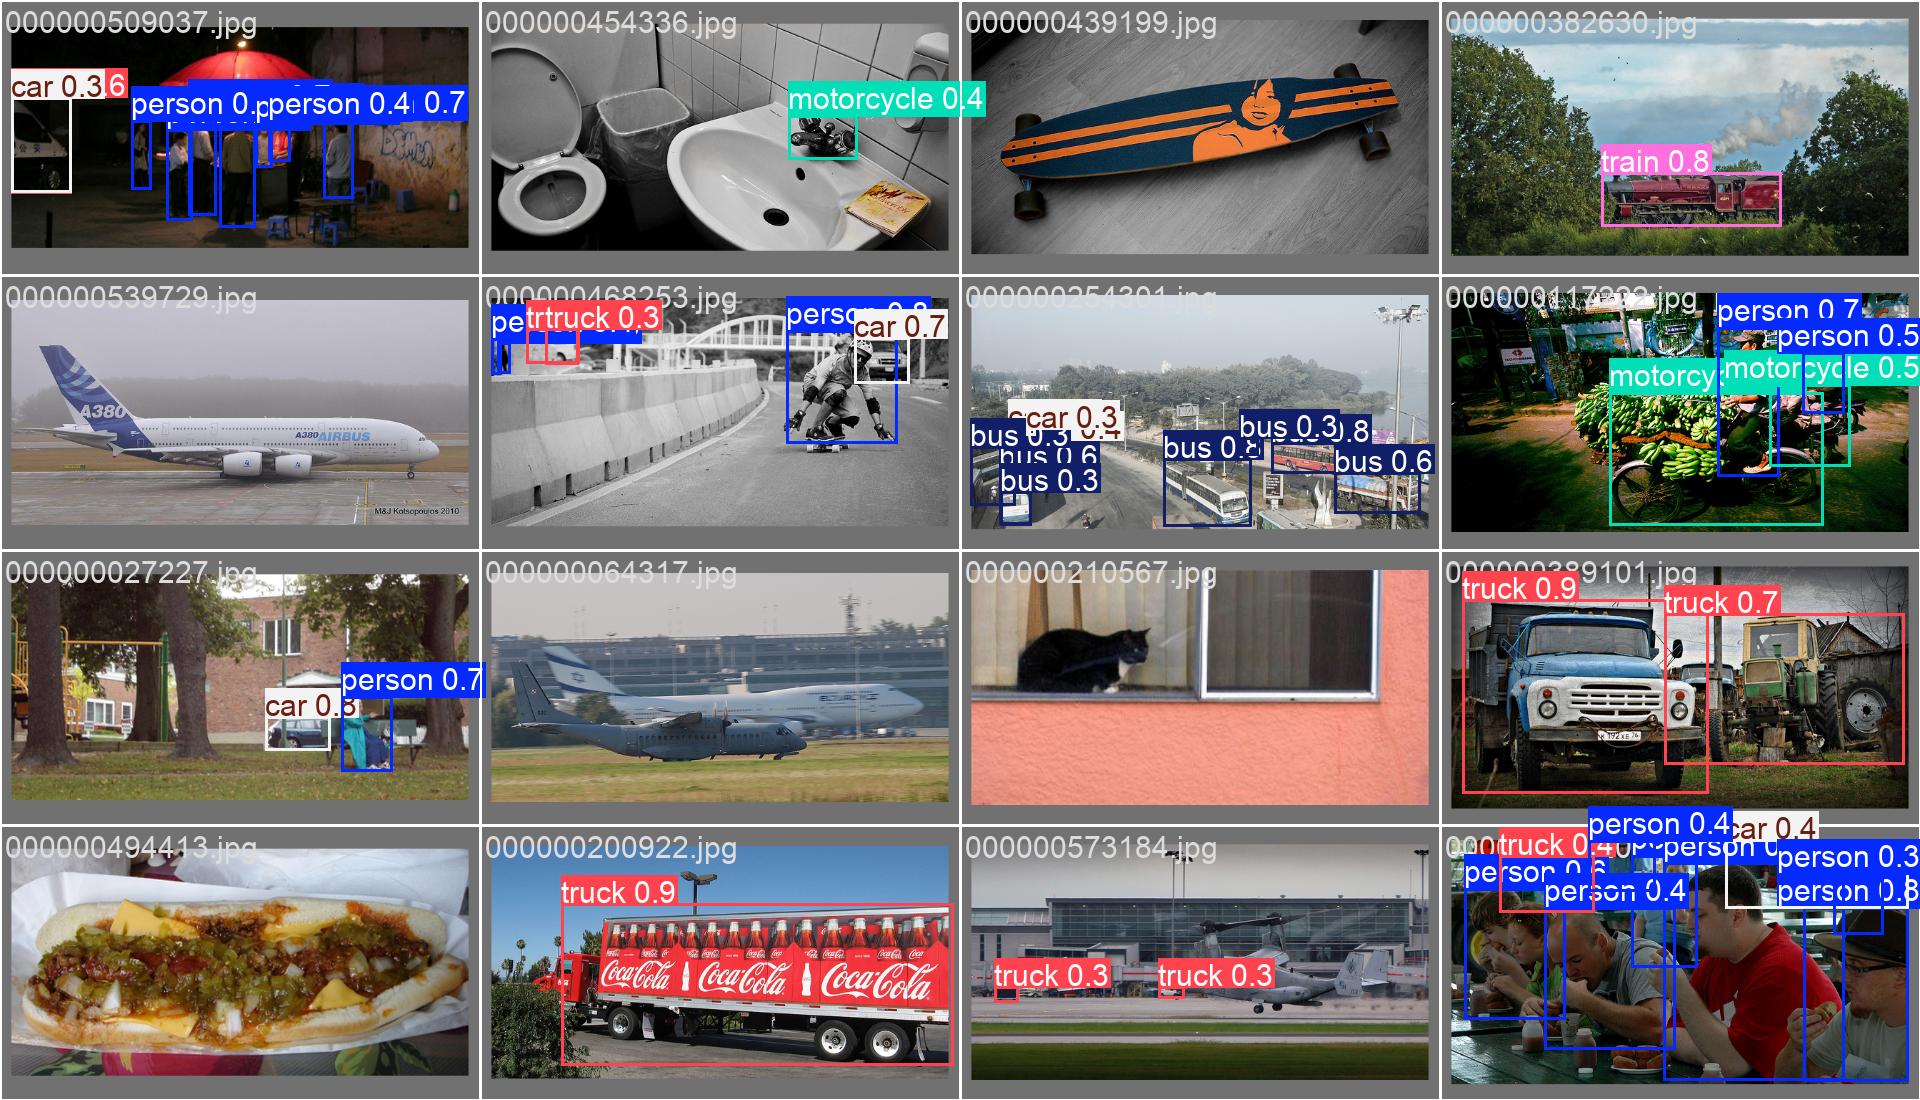 000000509037.jpg
car 0.3
6
person 0.
person 0.4
0.7
000000454336.jpg
motorcycle 0.4
000000439199.jpg
000000382630.jpg
train 0.8
000000539729.jpg
A380
A380 AIRBUS
M&J Kotsopoulos 2010
000000468253.jpg
pe
tr
truck 0.3
person 0.8
car 0.7
000000254301.jpg
car 0.3
bus 0.3
bus 0.6
bus 0.3
bus 0.8
bus 0.3
0.8
bus 0.6
person 0.7
person 0.5
motorcy
motorcycle 0.5
000000027227.jpg
car 0.8
person 0.7
000000064317.jpg
000000210567.jpg
000000389101.jpg
truck 0.9
truck 0.7
000000494413.jpg
000000200922.jpg
truck 0.9
Coca-Cola
Coca-Cola
Coca-Cola
000000573184.jpg
truck 0.3
truck 0.3
truck 0.4
person 0.4
car 0.4
person 0.6
person 0.4
person 0.3
person 0.8